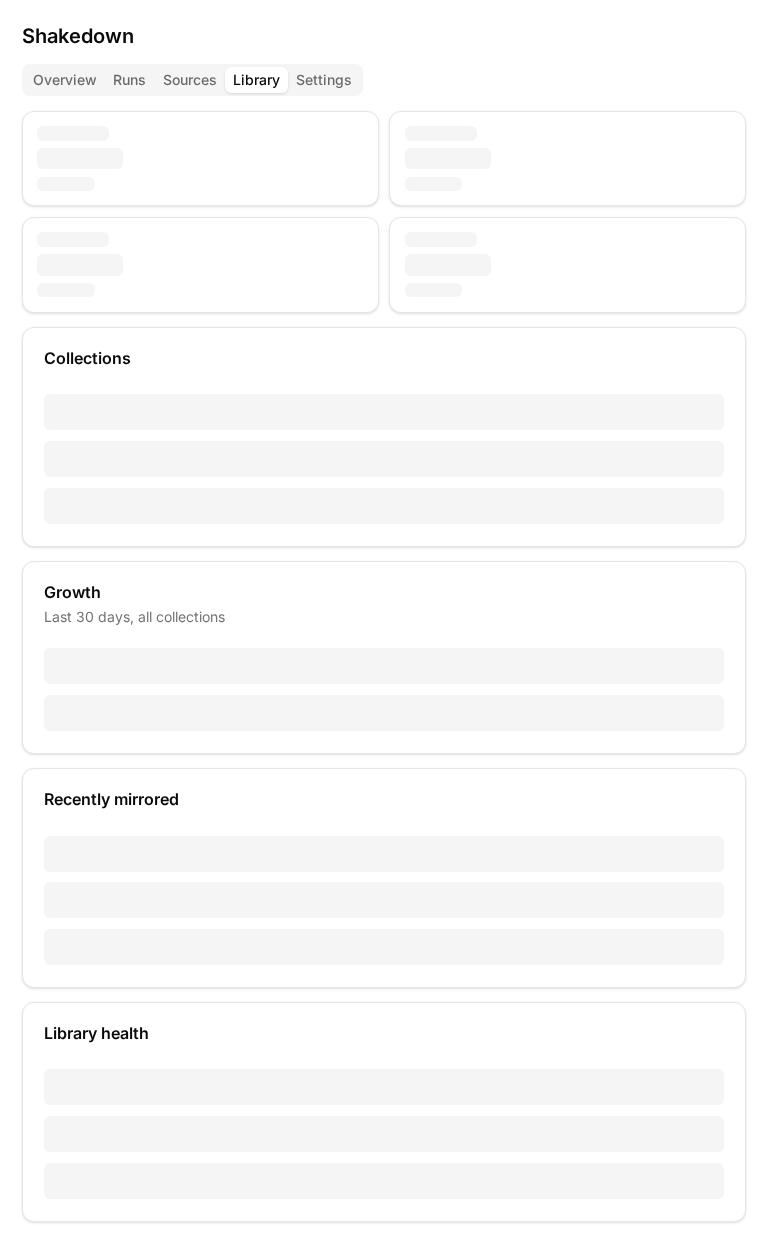 Shakedown
Overview Runs Sources Library Settings
Collections
Growth
Last 30 days, all collections
Recently mirrored
Library health